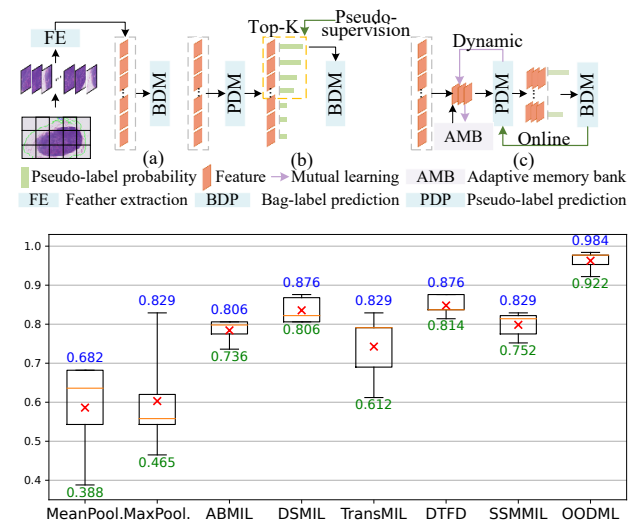 Top-K
Pseudo-
supervision
FE
Dynamic
BDM
PDM
BDM
PDM
BDM
AMB
Online
(a)
(b)
(c)
Pseudo-label probability
Feature
Mutual learning
AMB
Adaptive memory bank
FE
Feather extraction
BDP
Bag-label prediction
PDP
Pseudo-label prediction
1.0
0.9
0.8
0.7
0.6
0.5
0.4
0.682
0.388
0.829
0.465
0.806
0.736
0.876
0.806
0.829
0.612
0.876
0.814
0.829
0.752
0.984
0.922
MeanPool.
MaxPool.
ABMIL
DSMIL
TransMIL
DTFD
SSMMIL
OODML